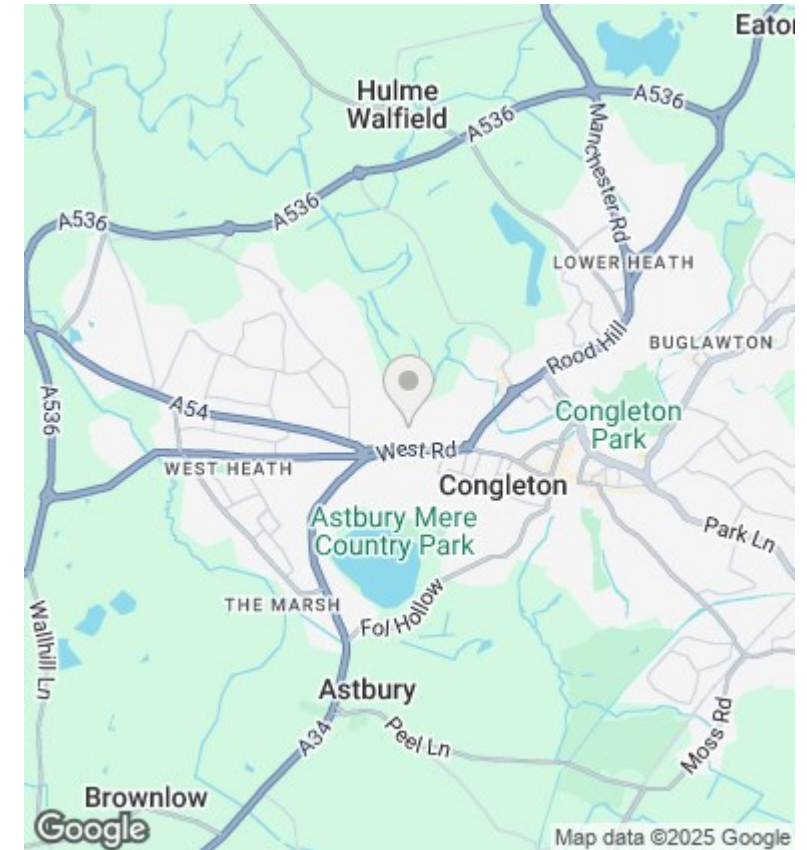 Eato
Hulme
Walfield
A536
A536
Manchester Rd
A536
A536
LOWER HEATH
Rood Hill
BUGLAWTON
A536
A54
Congleton
Park
West Rd
WEST HEATH
Congleton
Astbury Mere
Country Park
Park Ln
THE MARSH
Fol Hollow
Wallhill Ln
Astbury
Peel Ln
Moss Rd
A34
Brownlow
Google
Map data ©2025 Google